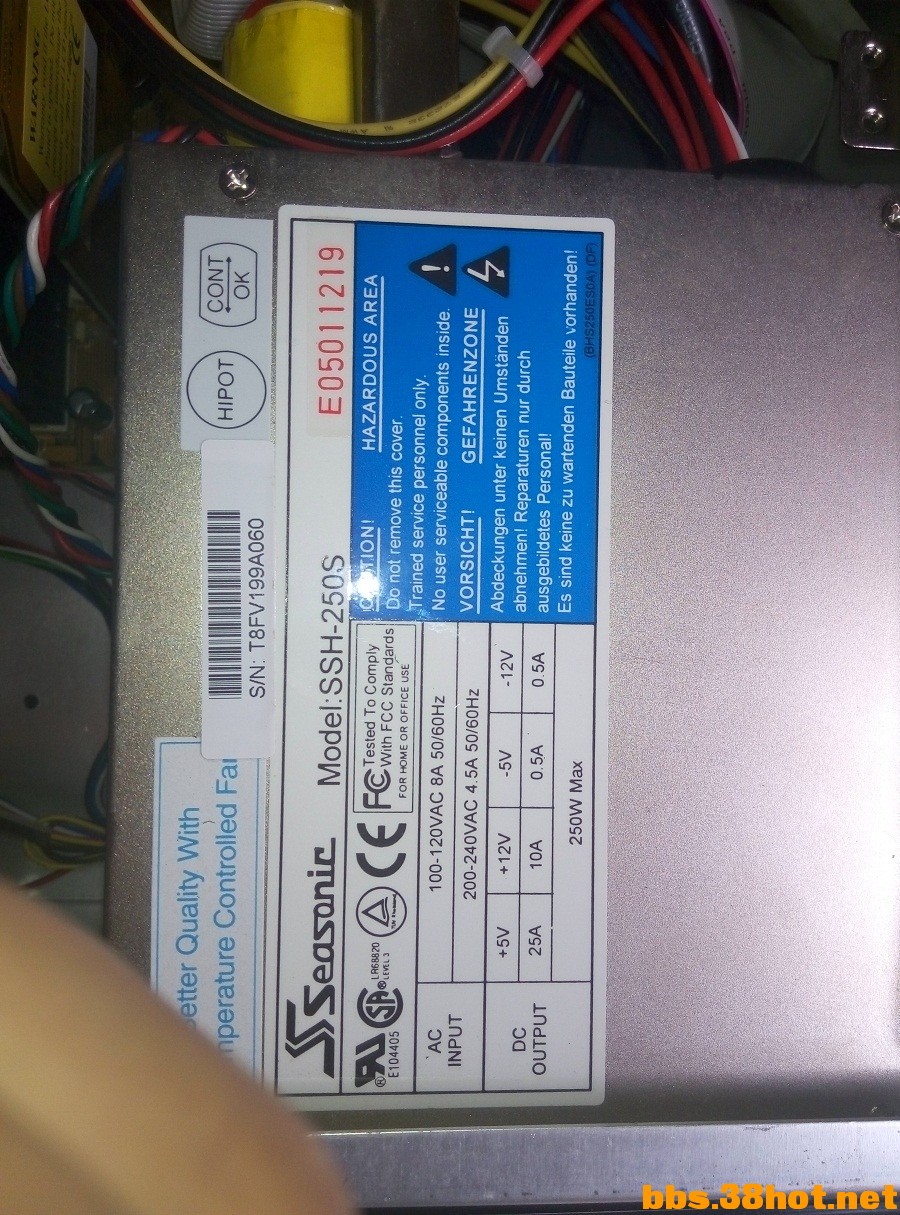 WARNING
CONT
OK
HIPOT
S/N: T8FV199A060
etter Quality With
perature Controlled Fan
Seasonic
Model:SSH-250S
E05011219
E104405
LR68820
LEVEL 3
CE
FC Tested To Comply
With FCC Standards
FOR HOME OR OFFICE USE
AC
INPUT
100-120VAC 8A 50/60Hz
200-240VAC 4.5A 50/60Hz
DC
OUTPUT
+5V +12V -5V -12V
25A 10A 0.5A 0.5A
250W Max
CAUTION! HAZARDOUS AREA
Do not remove this cover.
Trained service personnel only.
No user serviceable components inside.
VORSICHT! GEFAHRENZONE
Abdeckungen unter keinen Umständen
abnehmen! Reparaturen nur durch
ausgebildetes Personal!
Es sind keine zu wartenden Bauteile vorhanden!
(BHS250ES0A) (DF)
bbs.38hot.net